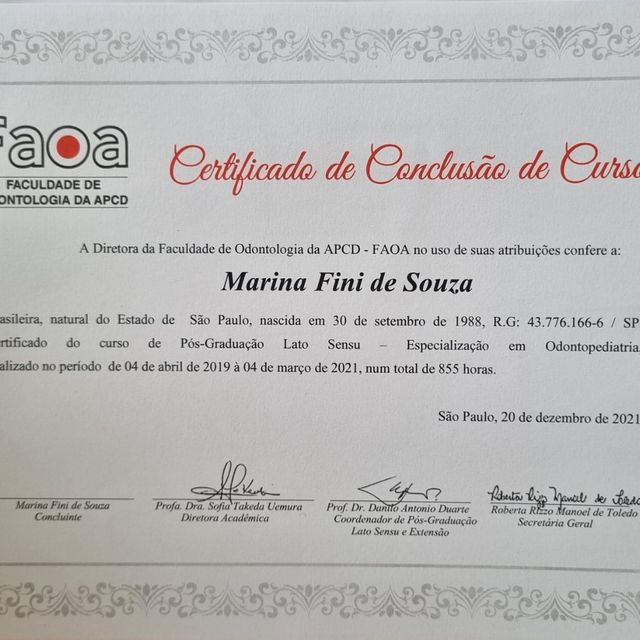 faoa
FACULDADE DE
ONTOLOGIA DA APCD
Certificado de Conclusão de Curso
A Diretora da Faculdade de Odontologia da APCD - FAOA no uso de suas atribuições confere a:
Marina Fini de Souza
asileira, natural do Estado de São Paulo, nascida em 30 de setembro de 1988, R.G: 43.776.166-6 / SP
rtificado do curso de Pós-Graduação Lato Sensu – Especialização em Odontopediatria.
alizado no período de 04 de abril de 2019 à 04 de março de 2021, num total de 855 horas.
São Paulo, 20 de dezembro de 2021
Roberta Rizzo Manoel de Toledo
Marina Fini de Souza
Concluinte
Profa. Dra. Sofia Takeda Uemura
Diretora Acadêmica
Prof. Dr. Danilo Antonio Duarte
Coordenador de Pós-Graduação
Lato Sensu e Extensão
Roberta Rizzo Manoel de Toledo
Secretária Geral